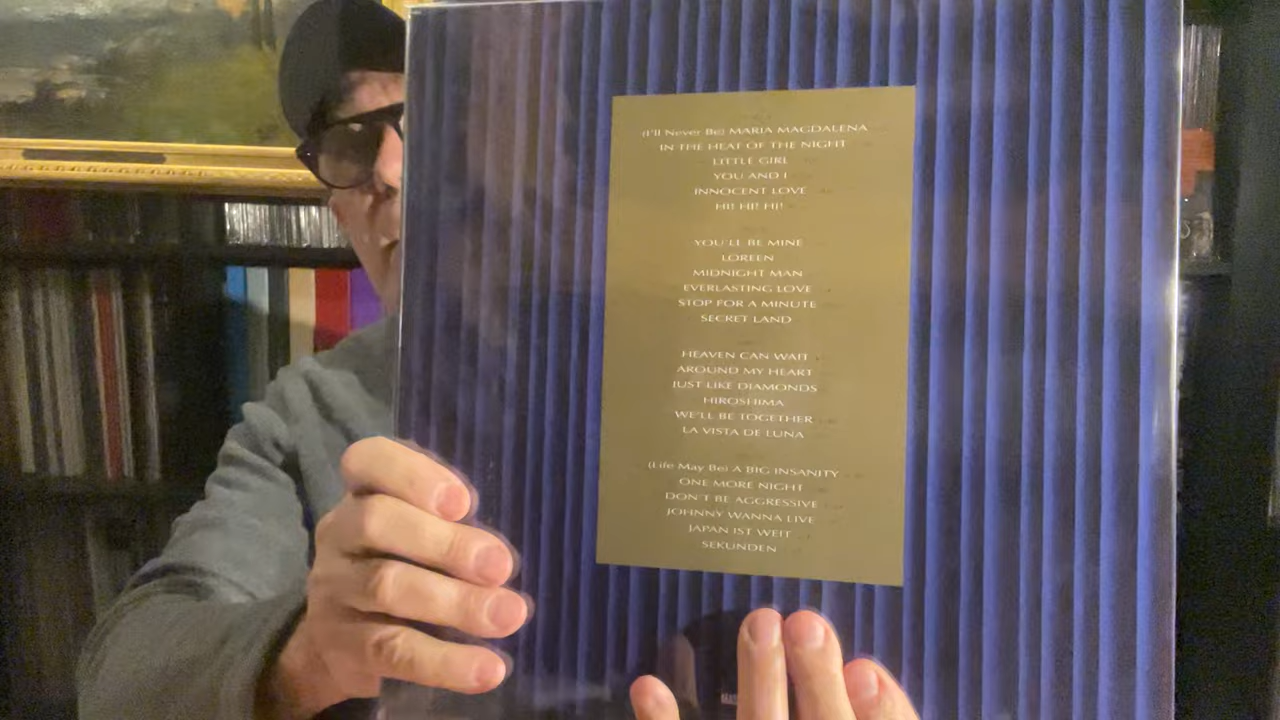 (I'll Never Be) MARIA MAGDALENA
IN THE HEAT OF THE NIGHT
LITTLE GIRL
YOU AND I
INNOCENT LOVE
HI! HI! HI!
YOU'LL BE MINE
LOREEN
MIDNIGHT MAN
EVERLASTING LOVE
STOP FOR A MINUTE
SECRET LAND
HEAVEN CAN WAIT
AROUND MY HEART
JUST LIKE DIAMONDS
HIROSHIMA
WE'LL BE TOGETHER
LA VISTA DE LUNA
(Life May Be) A BIG INSANITY
ONE MORE NIGHT
DON'T BE AGGRESSIVE
JOHNNY WANNA LIVE
JAPAN IST WEIT
SEKUNDEN